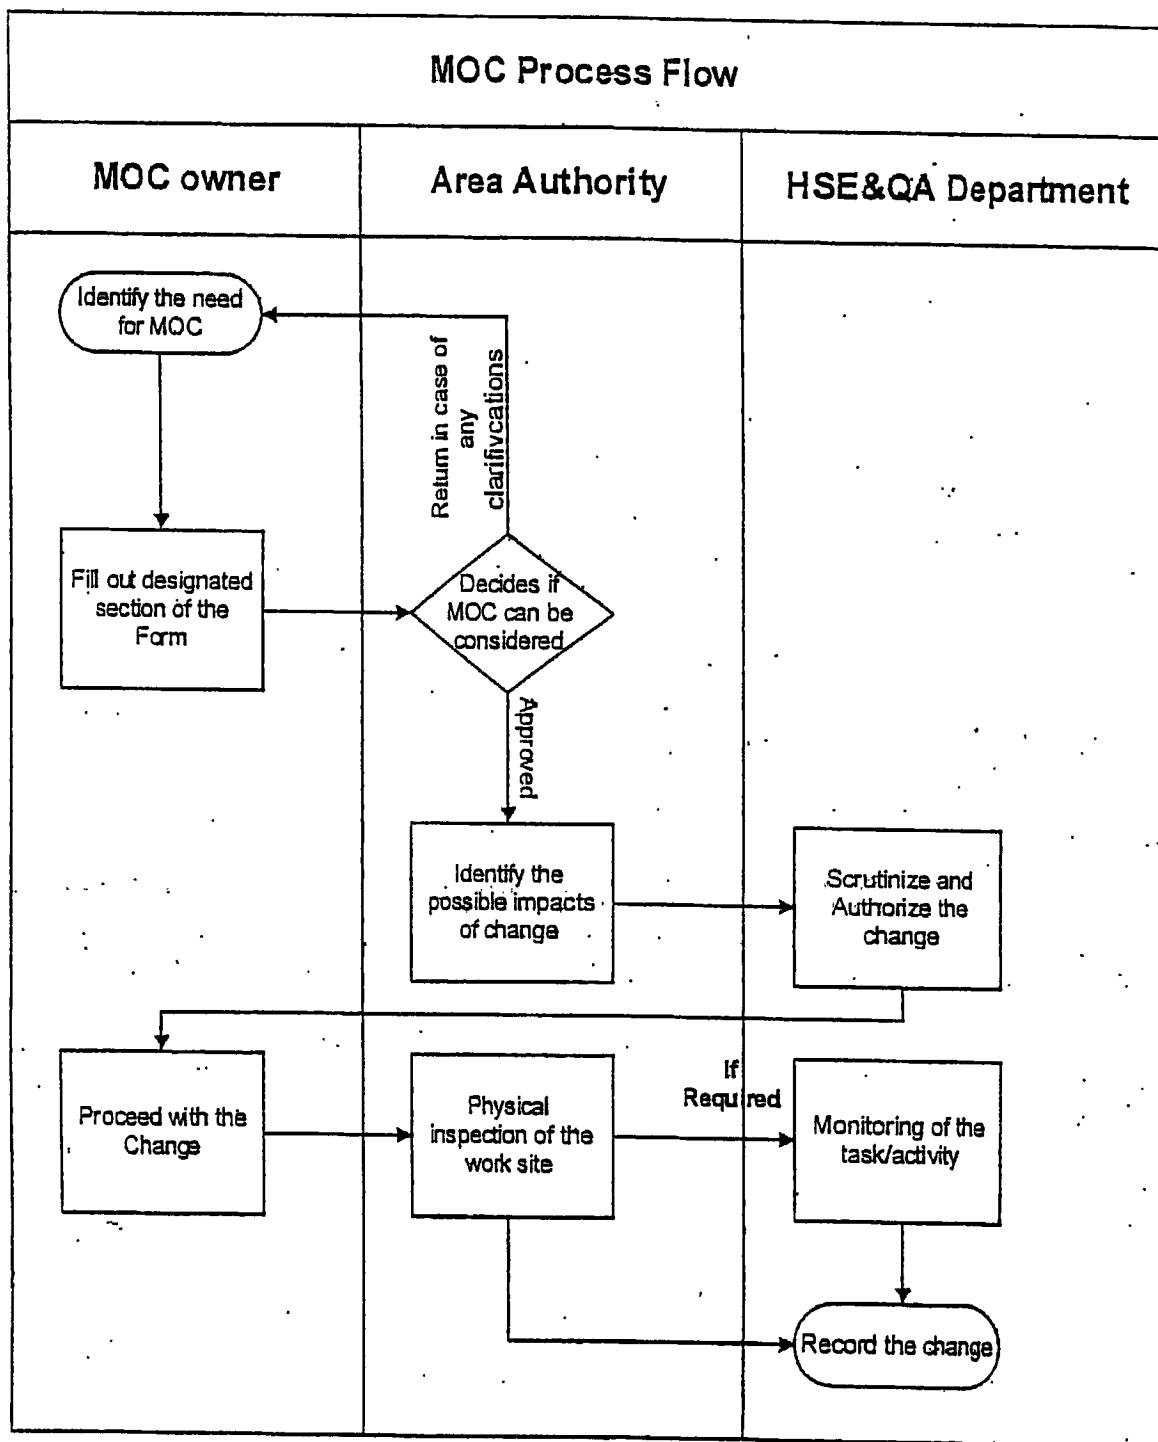 MOC Process Flow
MOC owner
Area Authority
HSE&QA Department
Identify the need
for MOC
Return in case of
any
clarifivcations
Fill out designated
section of the
Form
Decides if
MOC can be
considered
Approved
Identify the
possible impacts
of change
Scrutinize and
Authorize the
change
Proceed with the
Change
Physical
inspection of the
work site
If
Required
Monitoring of the
task/activity
Record the change